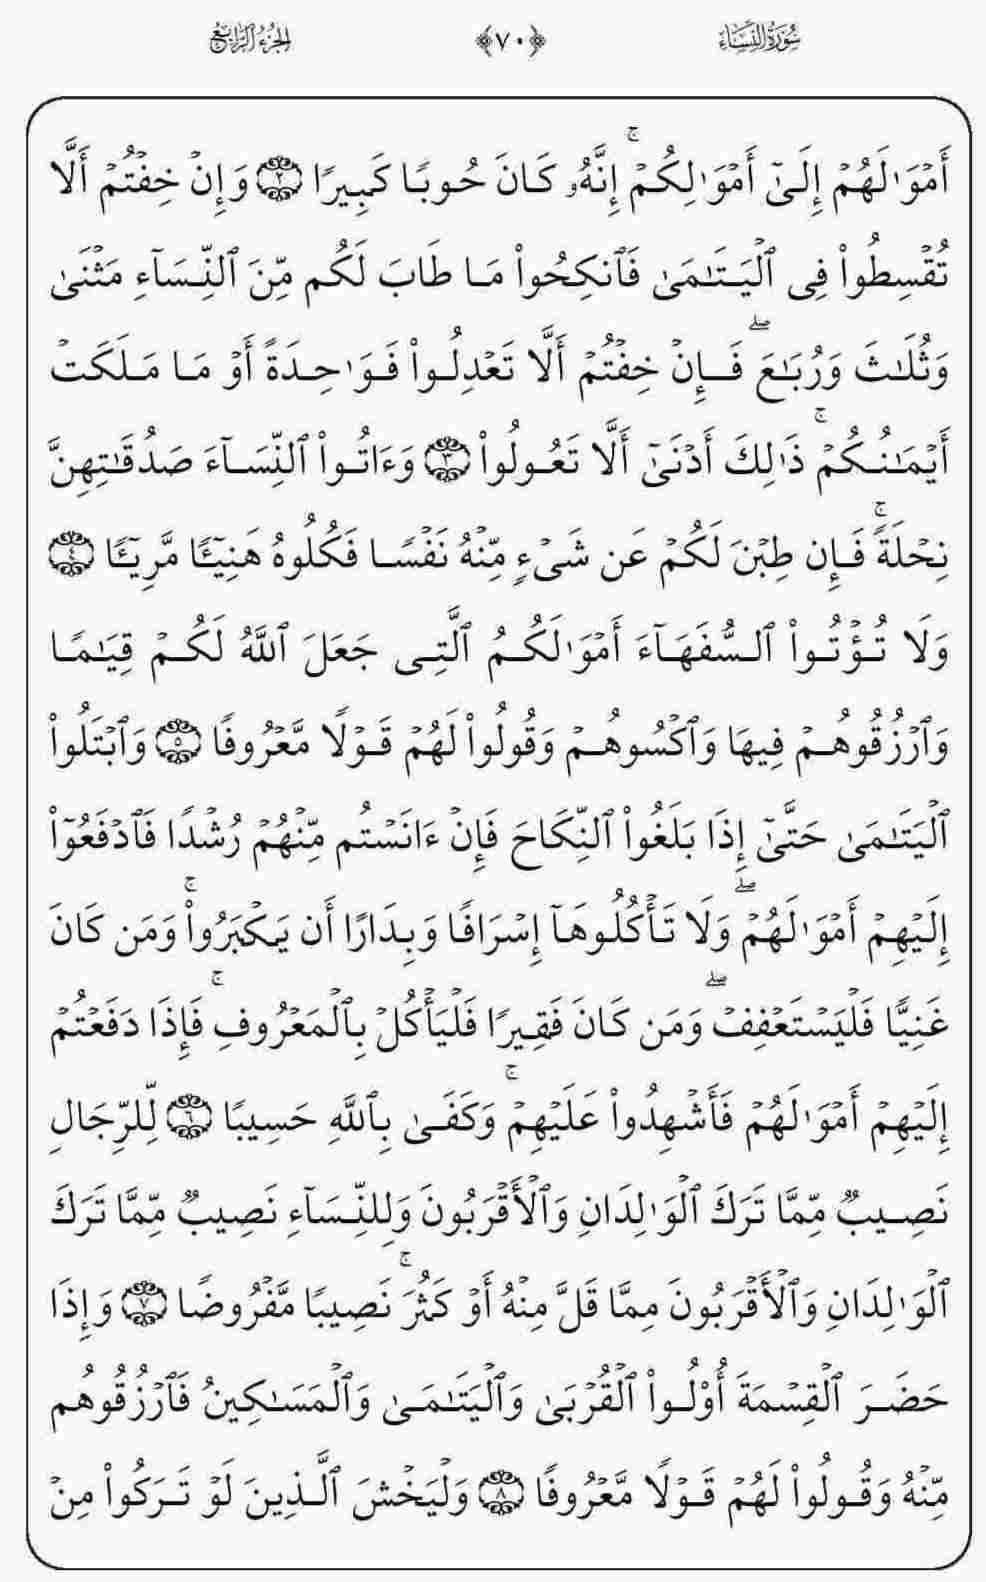 سُورَةُ النِّسَاءِ ﴿٧٠﴾ الجُزْءُ الرَّابِعُ
أَمۡوَٰلَهُمۡ إِلَىٰٓ أَمۡوَٰلِكُمۡۚ إِنَّهُۥ كَانَ حُوبًا كَبِيرًا ٢ وَإِنۡ خِفۡتُمۡ أَلَّا
تُقۡسِطُوا۟ فِى ٱلۡيَتَـٰمَىٰ فَٱنكِحُوا۟ مَا طَابَ لَكُم مِّنَ ٱلنِّسَآءِ مَثۡنَىٰ
وَثُلَـٰثَ وَرُبَـٰعَۖ فَإِنۡ خِفۡتُمۡ أَلَّا تَعۡدِلُوا۟ فَوَٰحِدَةً أَوۡ مَا مَلَكَتۡ
أَيۡمَـٰنُكُمۡۚ ذَٰلِكَ أَدۡنَىٰٓ أَلَّا تَعُولُوا۟ ٣ وَءَاتُوا۟ ٱلنِّسَآءَ صَدُقَـٰتِهِنَّ
نِحۡلَةًۚ فَإِن طِبۡنَ لَكُمۡ عَن شَىۡءٍ مِّنۡهُ نَفۡسًا فَكُلُوهُ هَنِيٓـًٔا مَّرِيٓـًٔا ٤
وَلَا تُؤۡتُوا۟ ٱلسُّفَهَآءَ أَمۡوَٰلَكُمُ ٱلَّتِى جَعَلَ ٱللَّهُ لَكُمۡ قِيَـٰمًا
وَٱرۡزُقُوهُمۡ فِيهَا وَٱكۡسُوهُمۡ وَقُولُوا۟ لَهُمۡ قَوۡلًا مَّعۡرُوفًا ٥ وَٱبۡتَلُوا۟
ٱلۡيَتَـٰمَىٰ حَتَّىٰٓ إِذَا بَلَغُوا۟ ٱلنِّكَاحَ فَإِنۡ ءَانَسۡتُم مِّنۡهُمۡ رُشۡدًا فَٱدۡفَعُوٓا۟
إِلَيۡهِمۡ أَمۡوَٰلَهُمۡۖ وَلَا تَأۡكُلُوهَآ إِسۡرَافًا وَبِدَارًا أَن يَكۡبَرُوا۟ۚ وَمَن كَانَ
غَنِيًّا فَلۡيَسۡتَعۡفِفۡۖ وَمَن كَانَ فَقِيرًا فَلۡيَأۡكُلۡ بِٱلۡمَعۡرُوفِۚ فَإِذَا دَفَعۡتُمۡ
إِلَيۡهِمۡ أَمۡوَٰلَهُمۡ فَأَشۡهِدُوا۟ عَلَيۡهِمۡۚ وَكَفَىٰ بِٱللَّهِ حَسِيبًا ٦ لِّلرِّجَالِ
نَصِيبٌ مِّمَّا تَرَكَ ٱلۡوَٰلِدَانِ وَٱلۡأَقۡرَبُونَ وَلِلنِّسَآءِ نَصِيبٌ مِّمَّا تَرَكَ
ٱلۡوَٰلِدَانِ وَٱلۡأَقۡرَبُونَ مِمَّا قَلَّ مِنۡهُ أَوۡ كَثُرَۚ نَصِيبًا مَّفۡرُوضًا ٧ وَإِذَا
حَضَرَ ٱلۡقِسۡمَةَ أُو۟لُوا۟ ٱلۡقُرۡبَىٰ وَٱلۡيَتَـٰمَىٰ وَٱلۡمَسَـٰكِينُ فَٱرۡزُقُوهُم
مِّنۡهُ وَقُولُوا۟ لَهُمۡ قَوۡلًا مَّعۡرُوفًا ٨ وَلۡيَخۡشَ ٱلَّذِينَ لَوۡ تَرَكُوا۟ مِنۡ